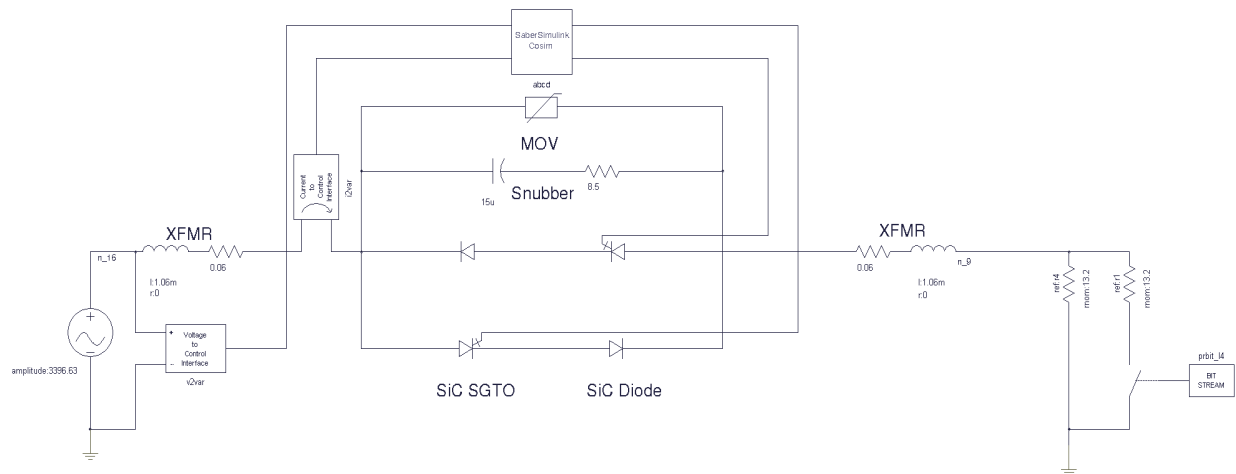 SaberSimulink
Cosim
abcd
MOV
Current
to
Control
Interface
i2var
Snubber
15u
8.5
XFMR
n_16
0.06
l:1.06m
r:0
XFMR
0.06
n_9
l:1.06m
r:0
ref:r4
rnom:13.2
ref:r1
rnom:13.2
amplitude:3396.63
Voltage
to
Control
Interface
v2var
SiC SGTO
SiC Diode
prbit_l4
BIT
STREAM